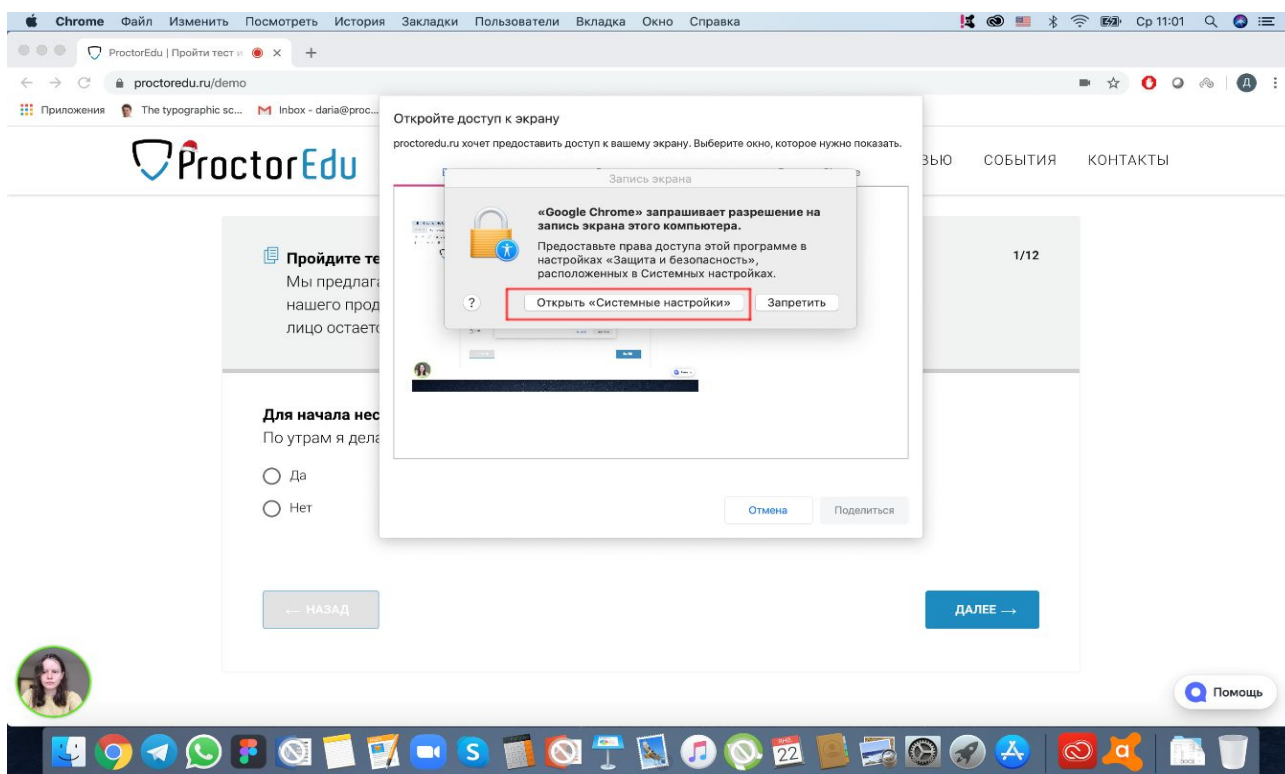 Chrome Файл Изменить Посмотреть История Закладки Пользователи Вкладка Окно Справка
Ср 11:01
ProctorEdu | Пройти тест и
proctoredu.ru/demo
Д
Приложения The typographic sc... Inbox - daria@proc...
ProctorEdu
СОБЫТИЯ КОНТАКТЫ
Откройте доступ к экрану
proctoredu.ru хочет предоставить доступ к вашему экрану. Выберите окно, которое нужно показать.
Запись экрана
«Google Chrome» запрашивает разрешение на
запись экрана этого компьютера.
Предоставьте права доступа этой программе в
настройках «Защита и безопасность»,
расположенных в Системных настройках.
?
Открыть «Системные настройки» Запретить
Отмена Поделиться
Пройдите те
1/12
Мы предлага
нашего прод
лицо остаетс
Для начала нес
По утрам я дела
Да
Нет
← НАЗАД
ДАЛЕЕ →
Помощь
22